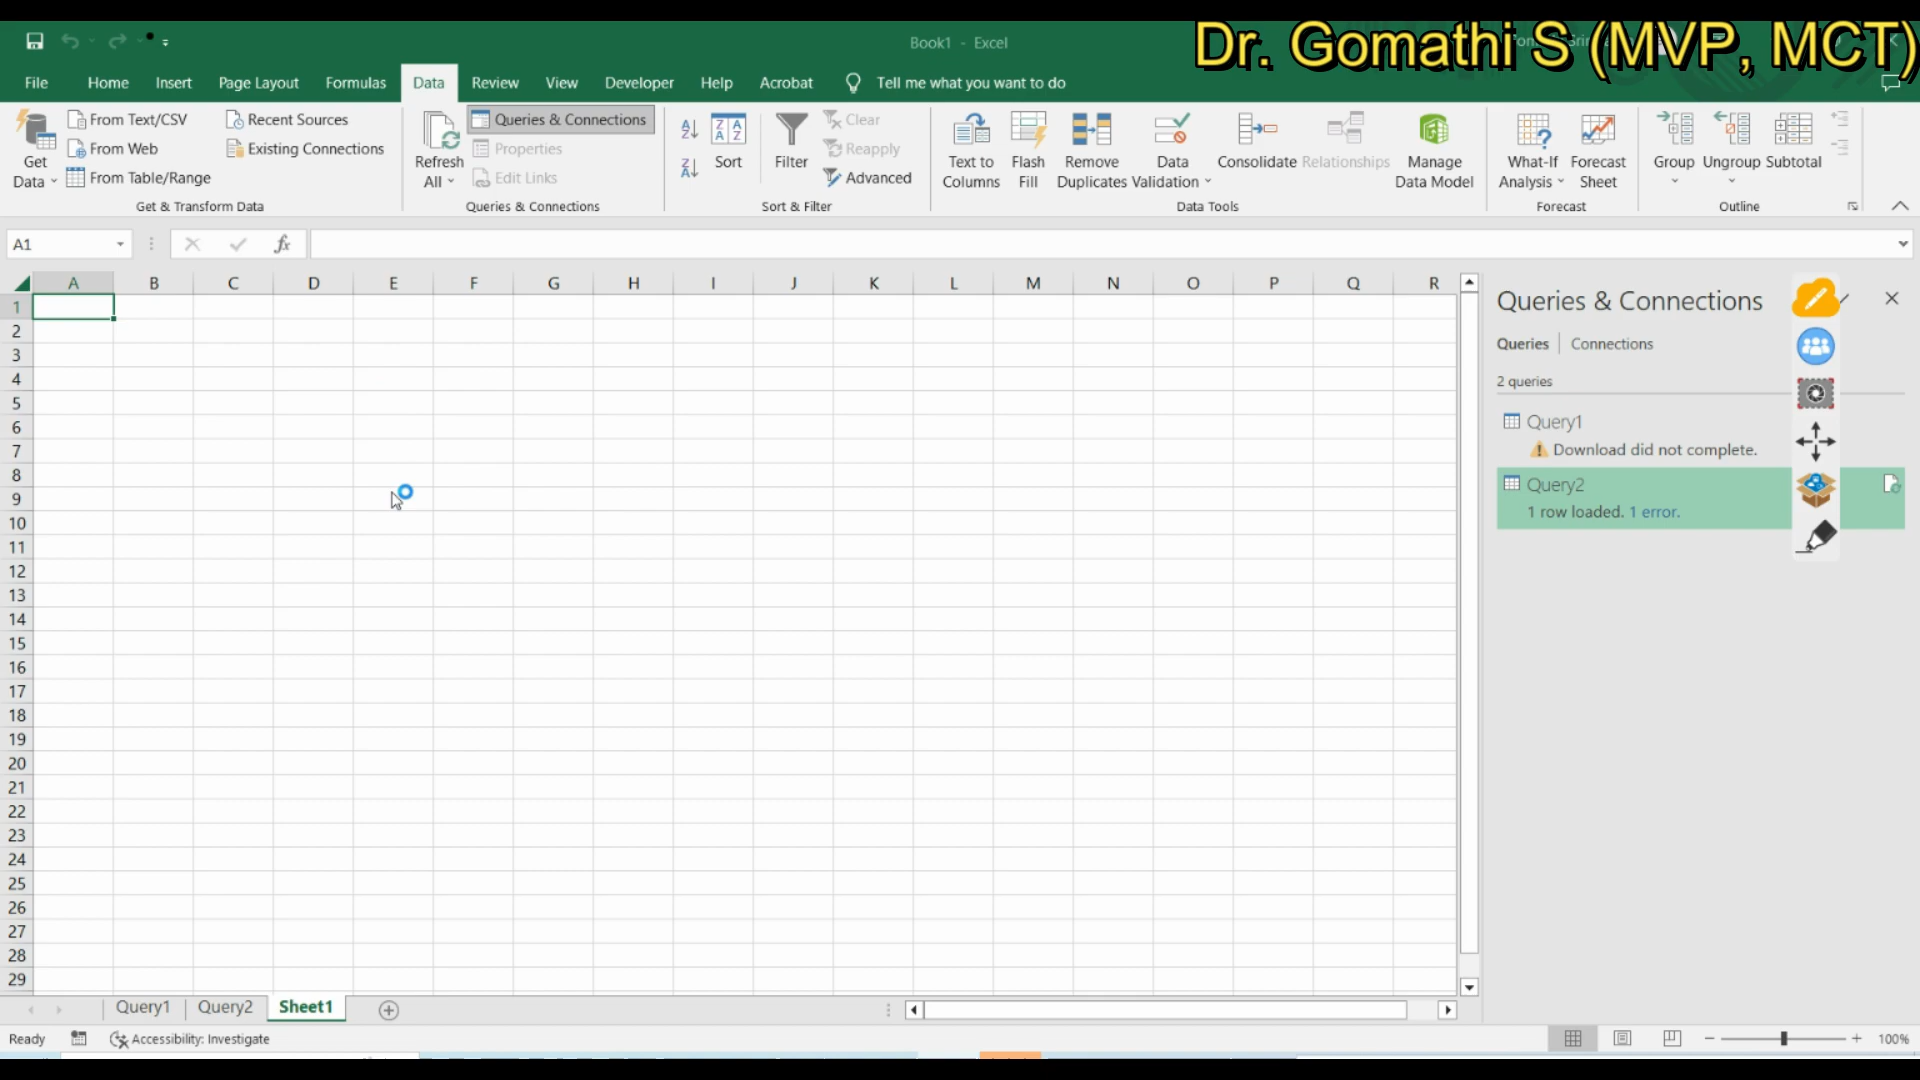 Dr. Gomathi S (MVP, MCT)
Book1 - Excel
File Home Insert Page Layout Formulas Data Review View Developer Help Acrobat Tell me what you want to do
Get Data
From Text/CSV
From Web
From Table/Range
Recent Sources
Existing Connections
Get & Transform Data
Refresh All
Queries & Connections
Properties
Edit Links
Queries & Connections
Sort
Filter
Clear
Reapply
Advanced
Sort & Filter
Text to Columns
Flash Fill
Remove Duplicates
Data Validation
Consolidate
Relationships
Manage Data Model
Data Tools
What-If Analysis
Forecast Sheet
Forecast
Group
Ungroup
Subtotal
Outline
A1
fx
A B C D E F G H I J K L M N O P Q R
1
2
3
4
5
6
7
8
9
10
11
12
13
14
15
16
17
18
19
20
21
22
23
24
25
26
27
28
29
Queries & Connections
Queries Connections
2 queries
Query1
Download did not complete.
Query2
1 row loaded. 1 error.
Query1 Query2 Sheet1
Ready Accessibility: Investigate 100%